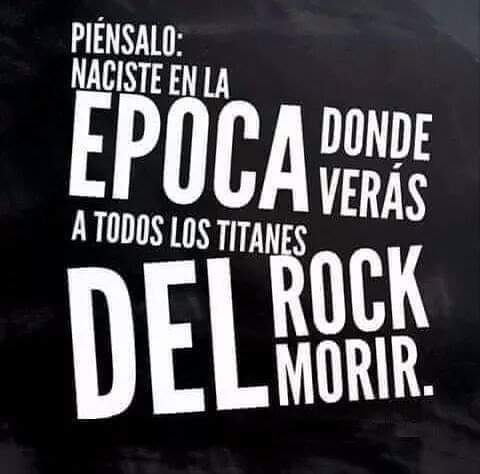 PIÉNSALO:
NACISTE EN LA
EPOCA DONDE
VERÁS
A TODOS LOS TITANES
DEL ROCK
MORIR.